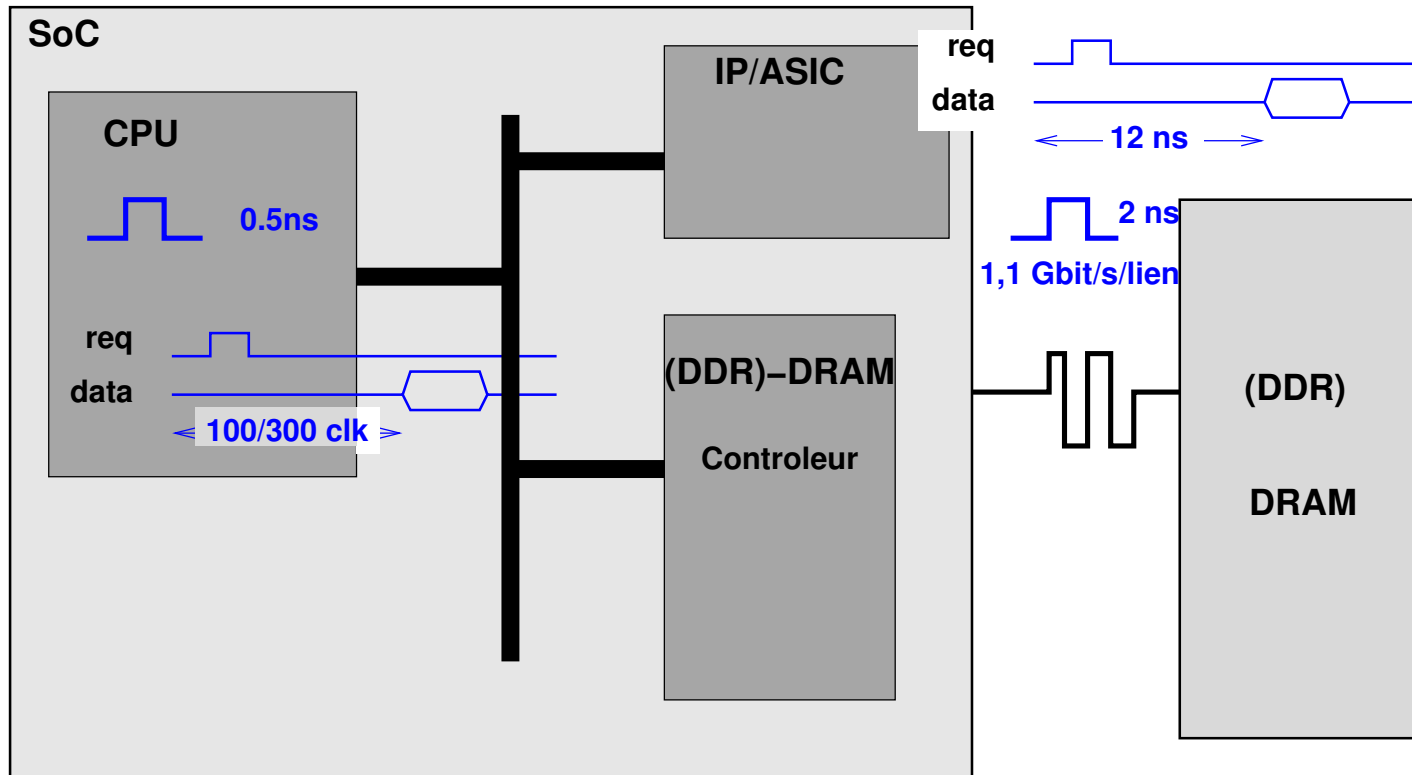 SoC
CPU
0.5ns
req
data
100/300 clk
IP/ASIC
(DDR)–DRAM
Controleur
req
data
12 ns
2 ns
1,1 Gbit/s/lien
(DDR)
DRAM